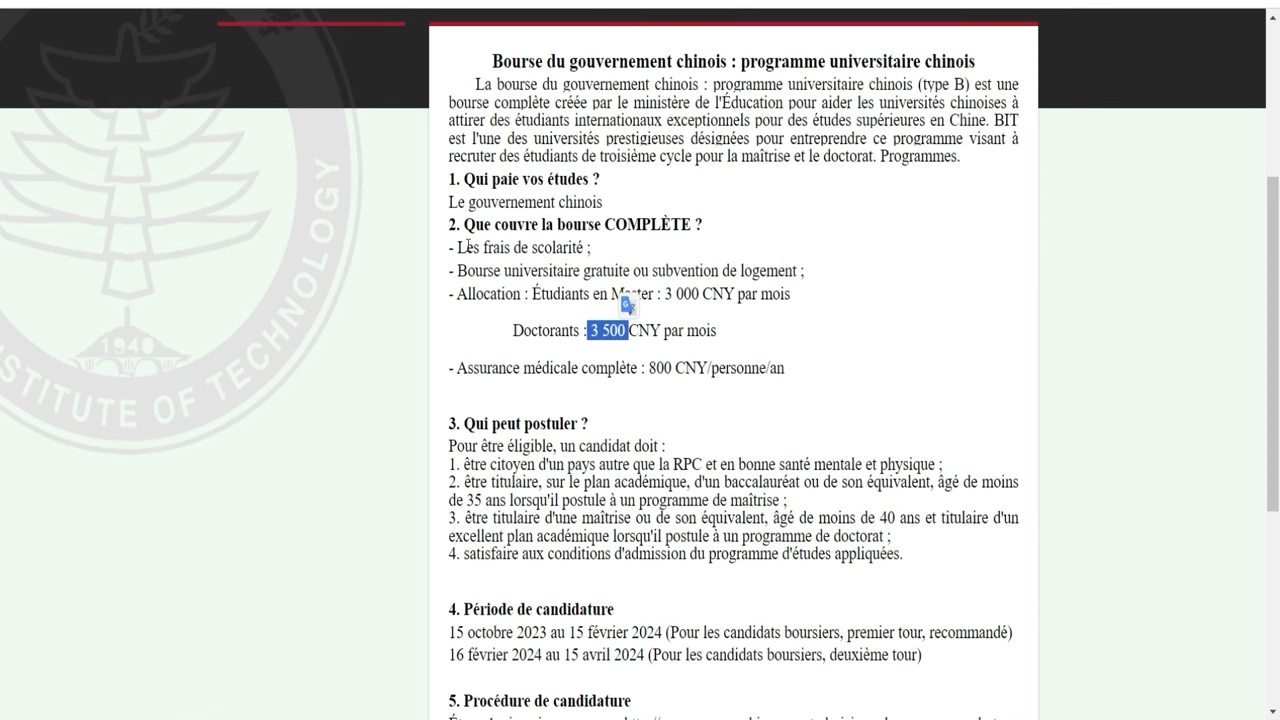 Bourse du gouvernement chinois : programme universitaire chinois
La bourse du gouvernement chinois : programme universitaire chinois (type B) est une
bourse complète créée par le ministère de l'Éducation pour aider les universités chinoises à
attirer des étudiants internationaux exceptionnels pour des études supérieures en Chine. BIT
est l'une des universités prestigieuses désignées pour entreprendre ce programme visant à
recruter des étudiants de troisième cycle pour la maîtrise et le doctorat. Programmes.
1. Qui paie vos études ?
Le gouvernement chinois
2. Que couvre la bourse COMPLÈTE ?
- Les frais de scolarité ;
- Bourse universitaire gratuite ou subvention de logement ;
- Allocation : Étudiants en Master : 3 000 CNY par mois
Doctorants : 3 500 CNY par mois
- Assurance médicale complète : 800 CNY/personne/an
3. Qui peut postuler ?
Pour être éligible, un candidat doit :
1. être citoyen d'un pays autre que la RPC et en bonne santé mentale et physique ;
2. être titulaire, sur le plan académique, d'un baccalauréat ou de son équivalent, âgé de moins
de 35 ans lorsqu'il postule à un programme de maîtrise ;
3. être titulaire d'une maîtrise ou de son équivalent, âgé de moins de 40 ans et titulaire d'un
excellent plan académique lorsqu'il postule à un programme de doctorat ;
4. satisfaire aux conditions d'admission du programme d'études appliquées.
4. Période de candidature
15 octobre 2023 au 15 février 2024 (Pour les candidats boursiers, premier tour, recommandé)
16 février 2024 au 15 avril 2024 (Pour les candidats boursiers, deuxième tour)
5. Procédure de candidature
STITUTE OF TECHNOLOGY
1940